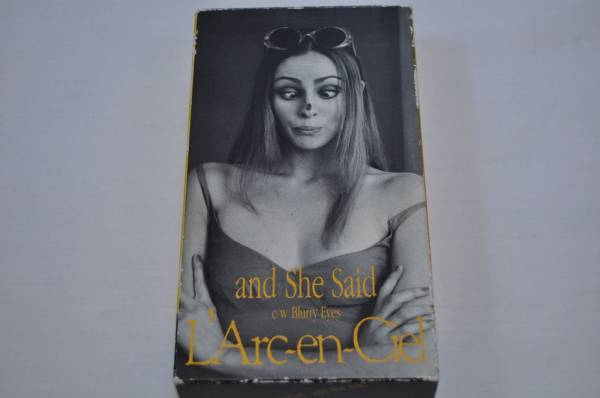 and She Said
c/w Blurry Eyes
L'Arc-en-Ciel